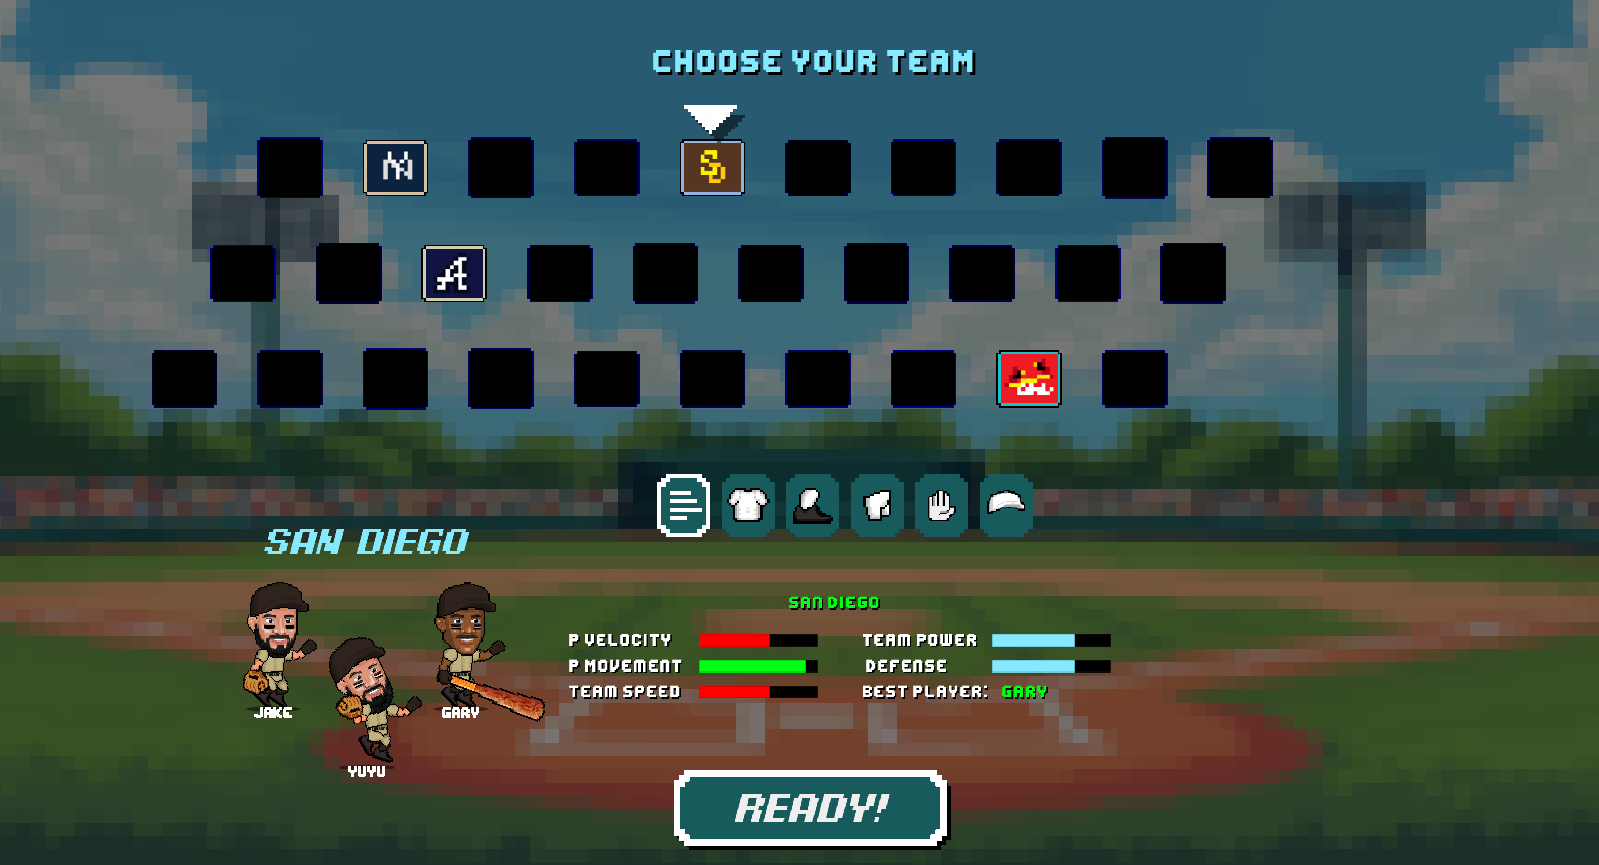 CHOOSE YOUR TEAM
SD
A
SAN DIEGO
SAN DIEGO
P VELOCITY
TEAM POWER
P MOVEMENT
DEFENSE
TEAM SPEED
BEST PLAYER: GARY
JAKE
GARY
YUYU
READY!